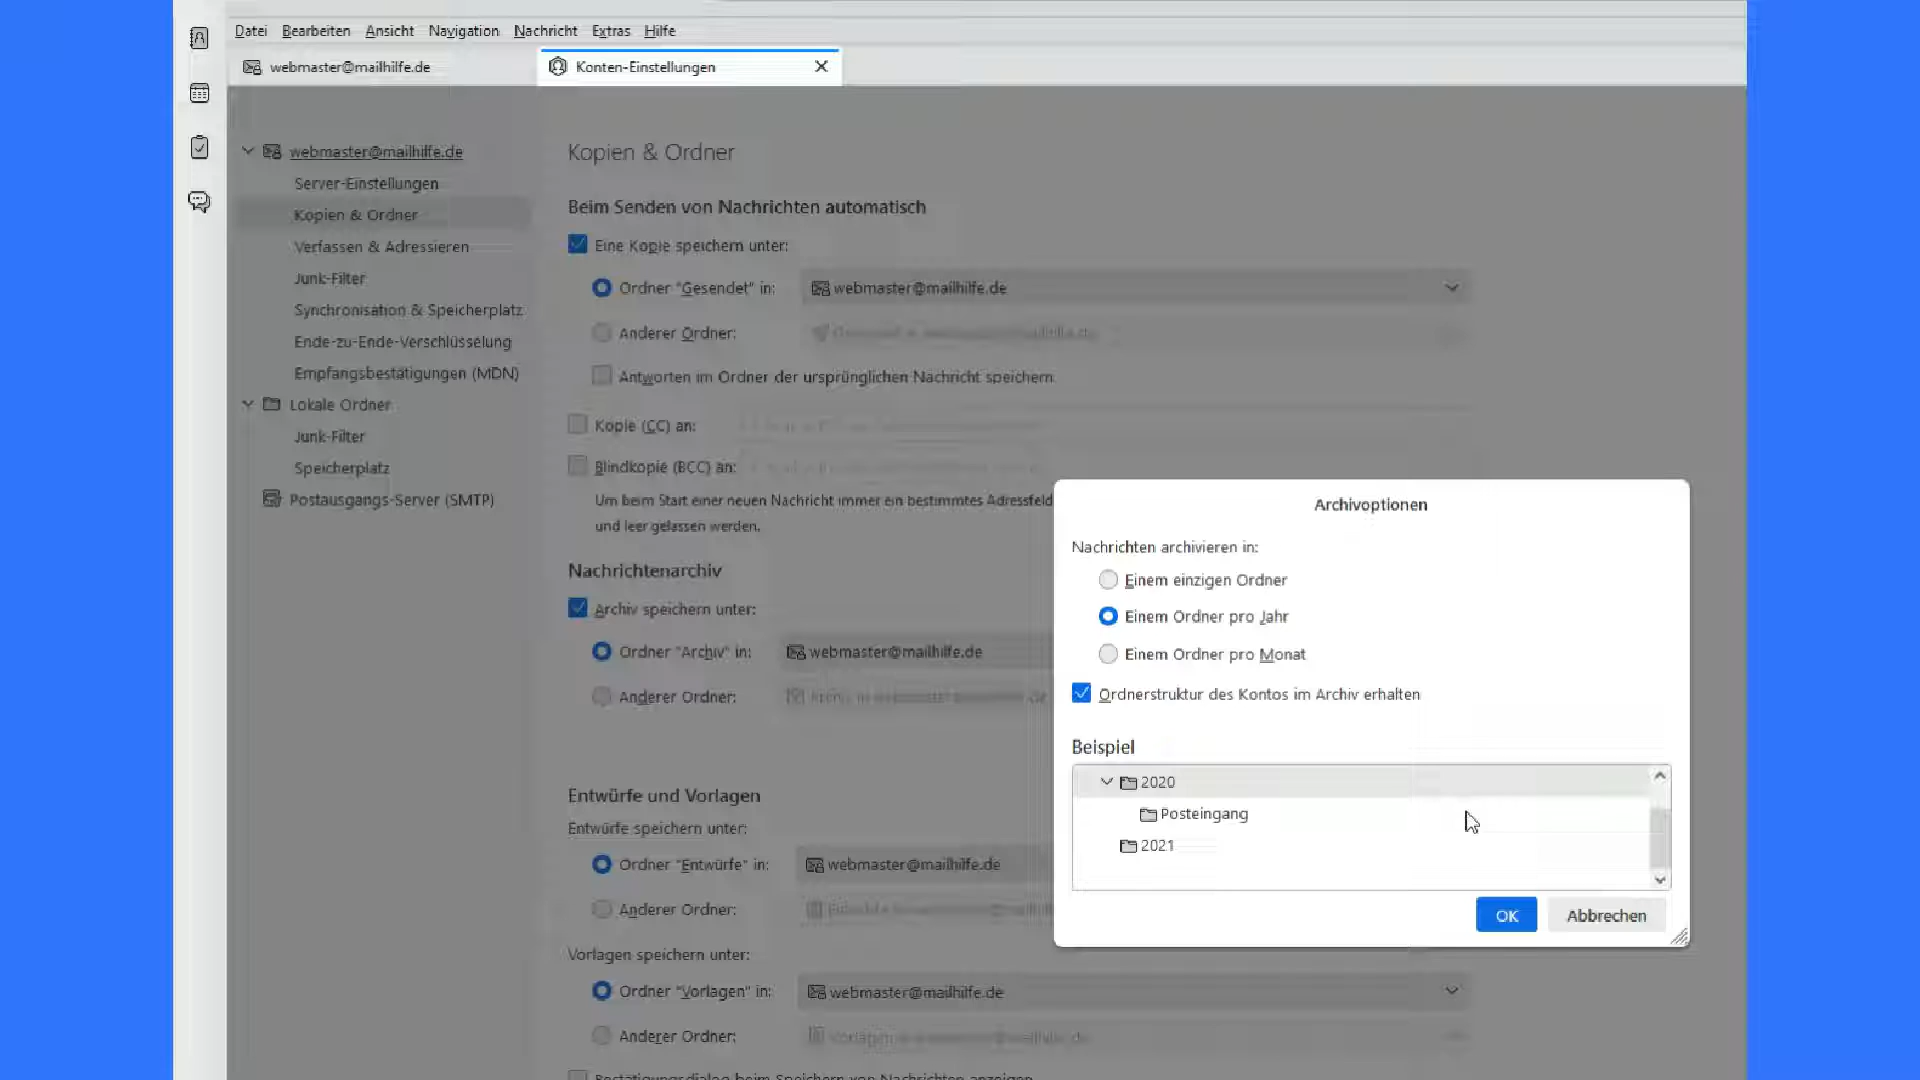 Datei Bearbeiten Ansicht Navigation Nachricht Extras Hilfe
webmaster@mailhilfe.de
Konten-Einstellungen
webmaster@mailhilfe.de
Server-Einstellungen
Kopien & Ordner
Verfassen & Adressieren
Junk-Filter
Synchronisation & Speicherplatz
Ende-zu-Ende-Verschlüsselung
Empfangsbestätigungen (MDN)
Lokale Ordner
Junk-Filter
Speicherplatz
Postausgangs-Server (SMTP)
Kopien & Ordner
Beim Senden von Nachrichten automatisch
Eine Kopie speichern unter:
Ordner "Gesendet" in: webmaster@mailhilfe.de
Anderer Ordner:
Antworten im Ordner der ursprünglichen Nachricht speichern
Kopie (CC) an:
Blindkopie (BCC) an:
Um beim Start einer neuen Nachricht immer ein bestimmtes Adressfeld
und leer gelassen werden.
Nachrichtenarchiv
Archiv speichern unter:
Ordner "Archiv" in: webmaster@mailhilfe.de
Anderer Ordner:
Entwürfe und Vorlagen
Entwürfe speichern unter:
Ordner "Entwürfe" in: webmaster@mailhilfe.de
Anderer Ordner:
Vorlagen speichern unter:
Ordner "Vorlagen" in: webmaster@mailhilfe.de
Anderer Ordner:
Bestätigungsdialog beim Speichern von Nachrichten anzeigen
Archivoptionen
Nachrichten archivieren in:
Einem einzigen Ordner
Einem Ordner pro Jahr
Einem Ordner pro Monat
Ordnerstruktur des Kontos im Archiv erhalten
Beispiel
2020
Posteingang
2021
OK
Abbrechen